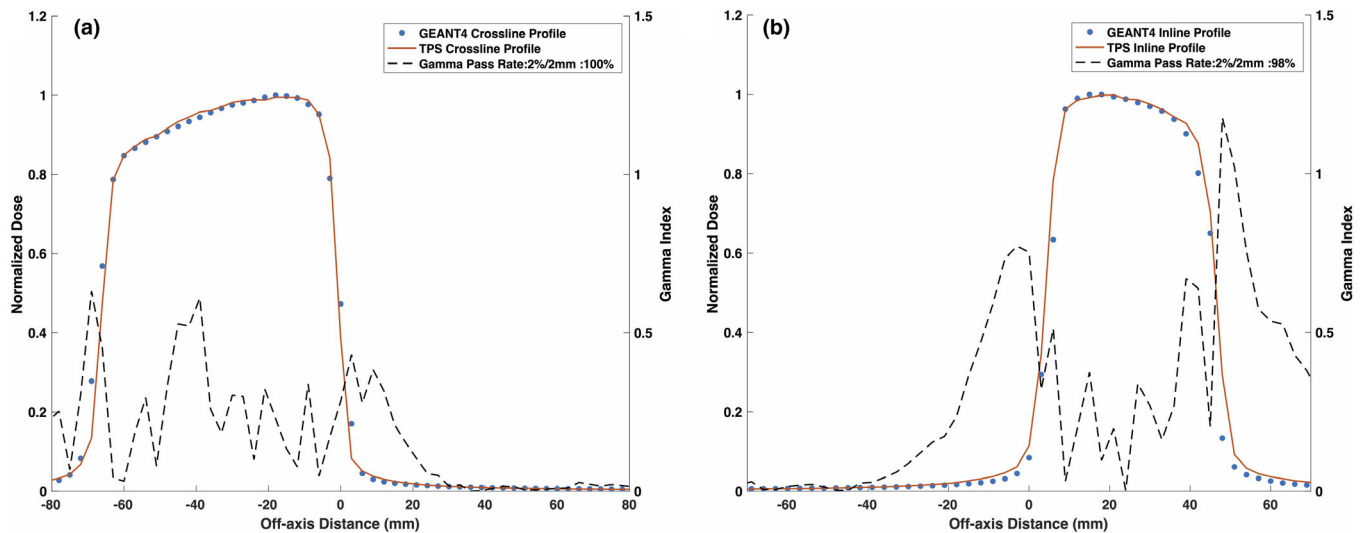 (a)
GEANT4 Crossline Profile
TPS Crossline Profile
Gamma Pass Rate:2%/2mm :100%
Normalized Dose
1.2
1
0.8
0.6
0.4
0.2
0
1.5
1
0.5
0
Gamma Index
-80 -60 -40 -20 0 20 40 60 80
Off-axis Distance (mm)
(b)
GEANT4 Inline Profile
TPS Inline Profile
Gamma Pass Rate:2%/2mm :98%
Normalized Dose
1.2
1
0.8
0.6
0.4
0.2
0
1.5
1
0.5
0
Gamma Index
-60 -40 -20 0 20 40 60
Off-axis Distance (mm)